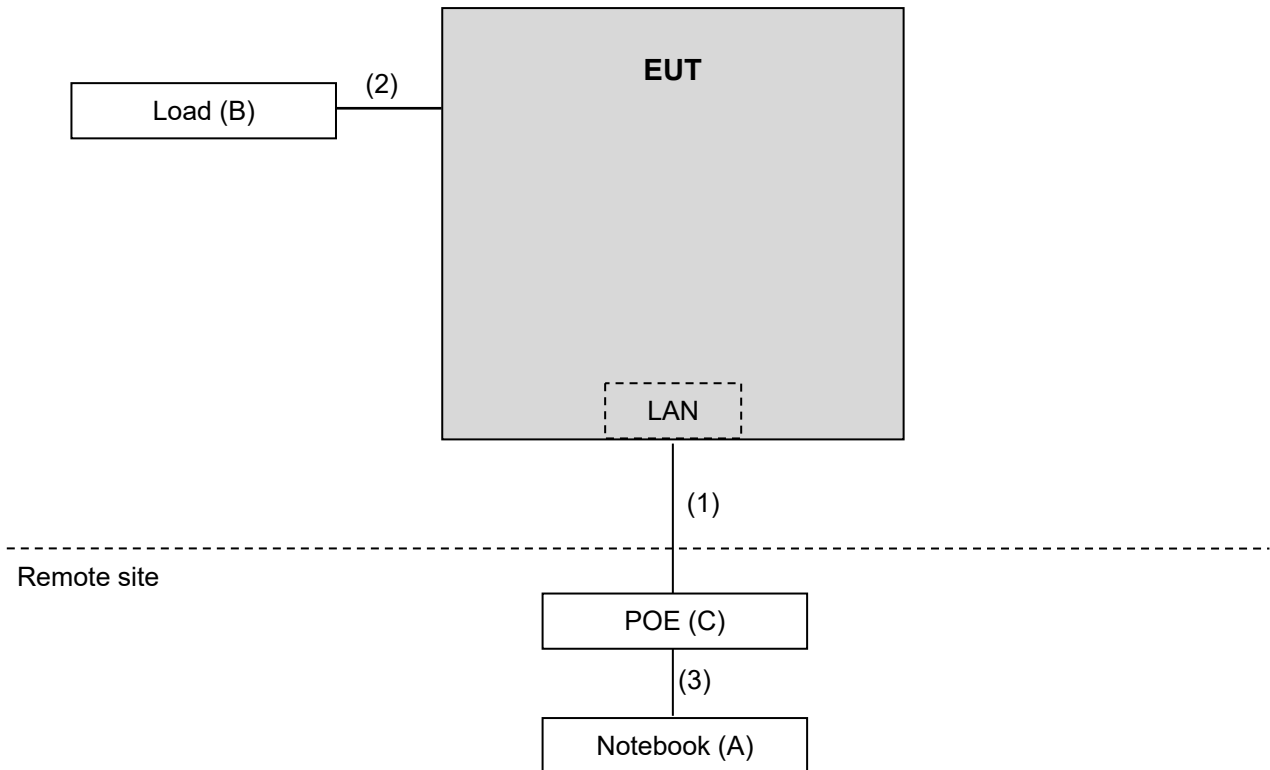 EUT
(2)
Load (B)
LAN
(1)
Remote site
POE (C)
(3)
Notebook (A)